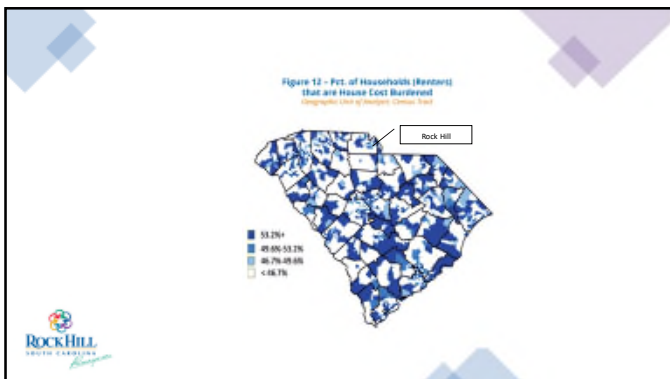 Figure 12 – Pct. of Households (Renters)
that are House Cost Burdened
Geographic Unit of Analysis: Census Tract
Rock Hill
53.2%+
49.6%-53.2%
46.7%-49.6%
< 46.7%
ROCK HILL
SOUTH CAROLINA